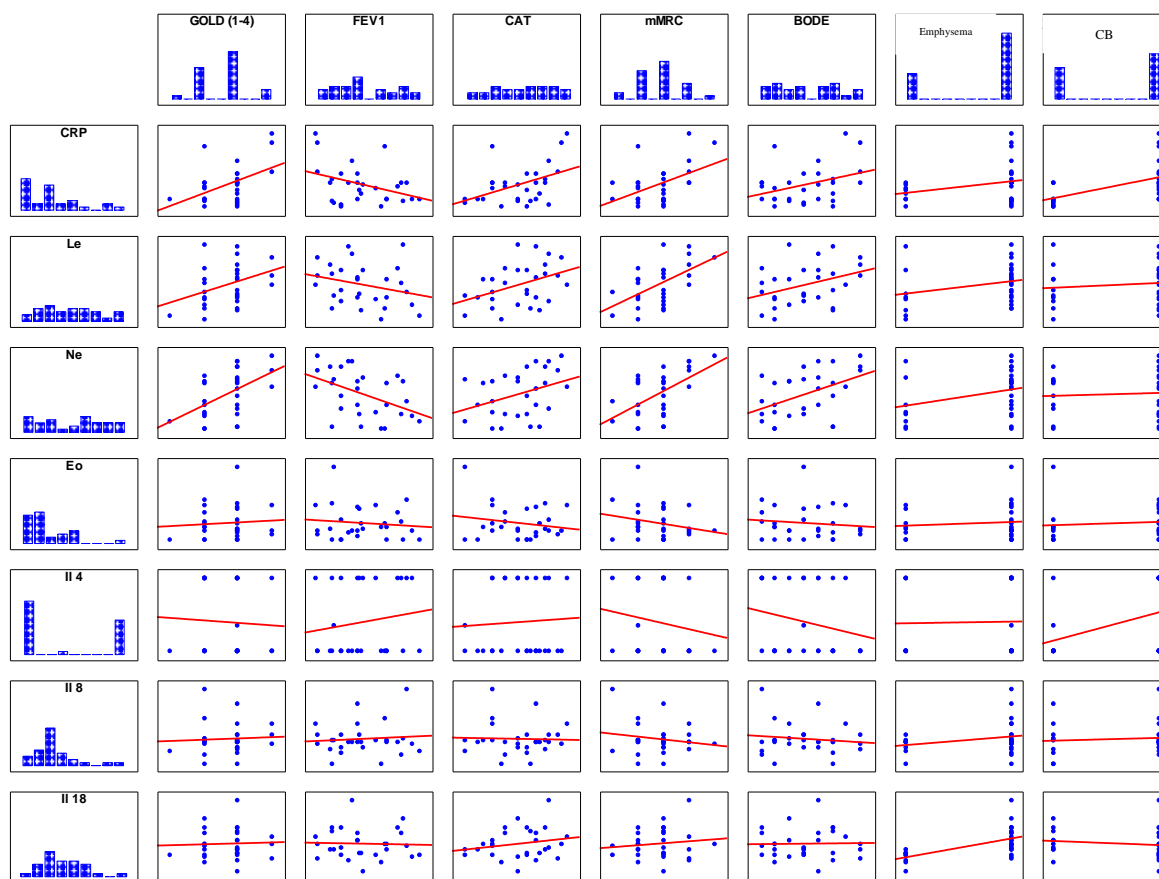 GOLD (1-4) FEV1 CAT mMRC BODE Emphysema CB
CRP
Le
Ne
Eo
Il 4
Il 8
Il 18